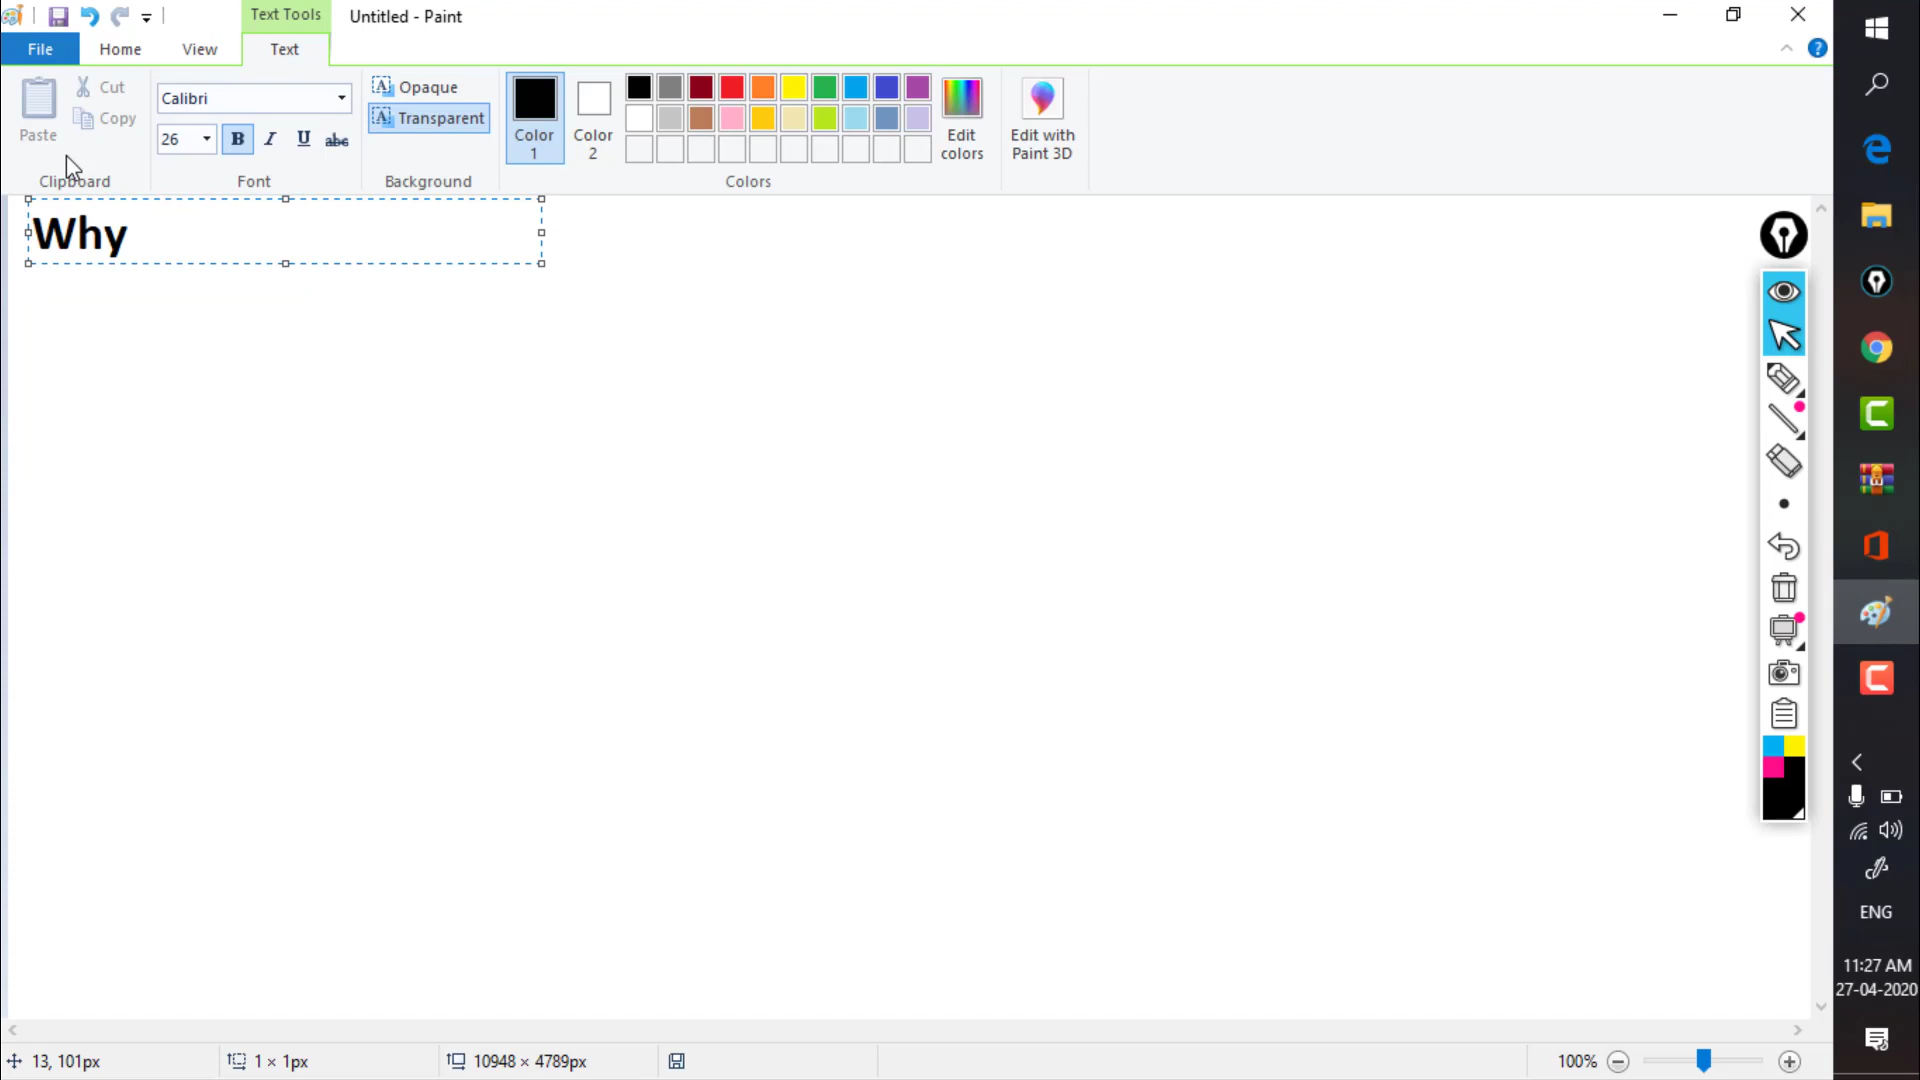 Text Tools
Untitled - Paint
File
Home
View
Text
Paste
Cut
Copy
Clipboard
Calibri
26
B
I
U
abc
Font
A Opaque
A Transparent
Background
Color
1
Color
2
Edit
colors
Colors
Edit with
Paint 3D
Why
ENG
11:27 AM
27-04-2020
13, 101px
1 × 1px
10948 × 4789px
100%